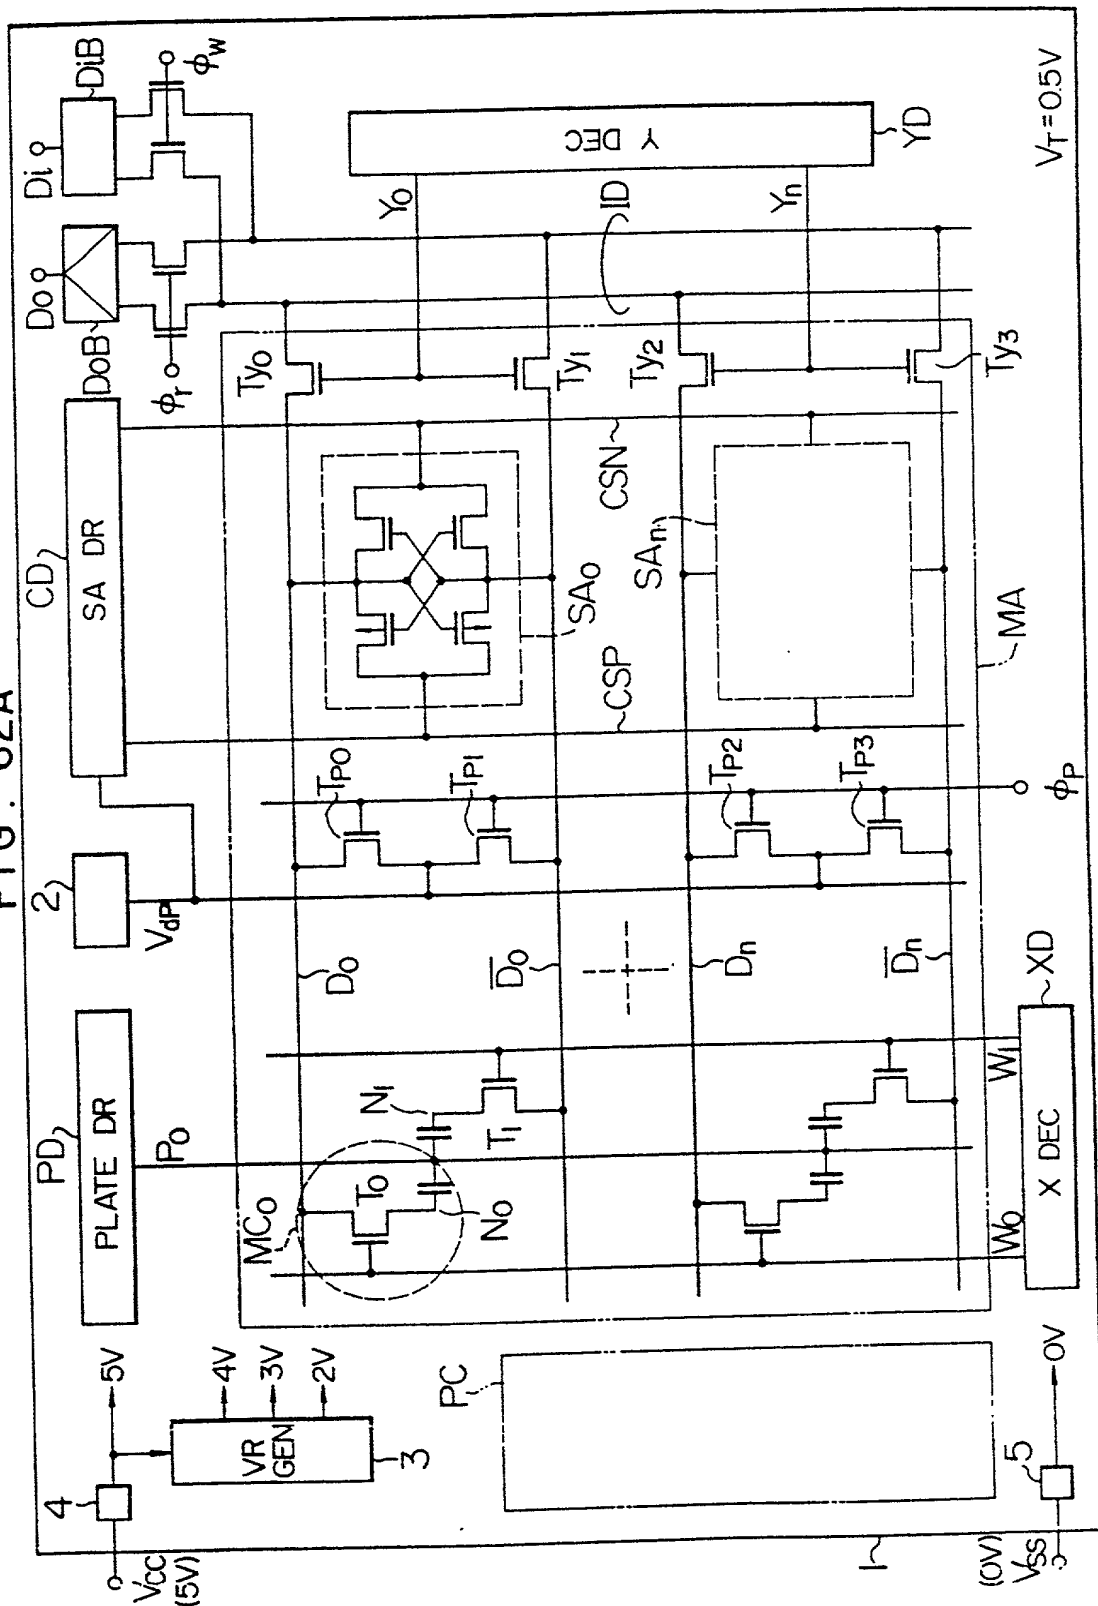 FIG. 62A
4
VCC
(5V)
5V
VR
GEN
3
4V
3V
2V
PD
PLATE DR
P0
2
VdP
CD
SA DR
Do
DoB
ϕr
Di
DiB
ϕW
MC0
T0
N0
N1
T1
D0
D̅0
TP0
TP1
CSP
SA0
CSN
Ty0
Ty1
Y0
ID
Y DEC
YD
Yn
Dn
D̅n
TP2
TP3
ϕP
SAn
MA
Ty2
Ty3
PC
W0
W1
X DEC
XD
5
0V
(0V)
VSS
1
VT=0.5V